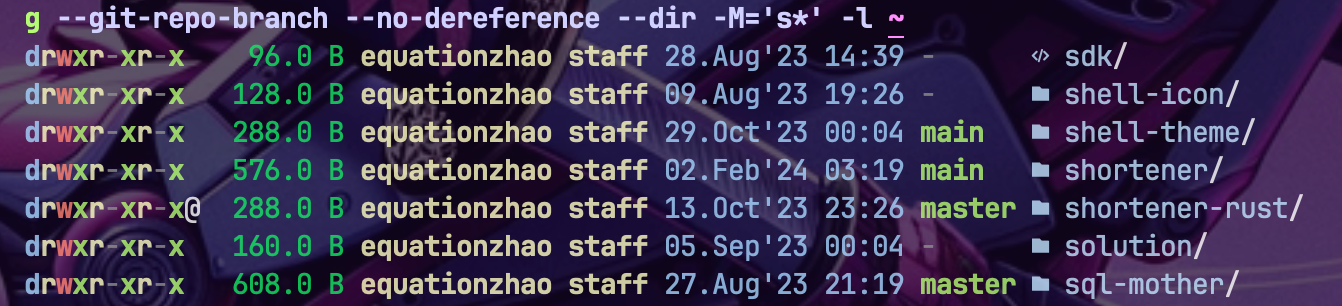 g --git-repo-branch --no-dereference --dir -M='s*' -l ~
drwxr-xr-x 96.0 B equationzhao staff 28.Aug'23 14:39 - sdk/
drwxr-xr-x 128.0 B equationzhao staff 09.Aug'23 19:26 - shell-icon/
drwxr-xr-x 288.0 B equationzhao staff 29.Oct'23 00:04 main shell-theme/
drwxr-xr-x 576.0 B equationzhao staff 02.Feb'24 03:19 main shortener/
drwxr-xr-x@ 288.0 B equationzhao staff 13.Oct'23 23:26 master shortener-rust/
drwxr-xr-x 160.0 B equationzhao staff 05.Sep'23 00:04 - solution/
drwxr-xr-x 608.0 B equationzhao staff 27.Aug'23 21:19 master sql-mother/